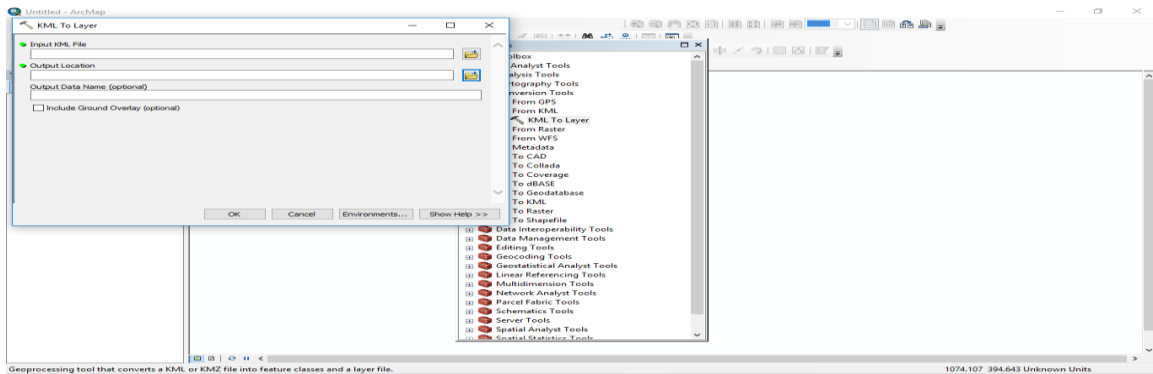 Untitled - ArcMap
KML To Layer
Input KML File
Output Location
Output Data Name (optional)
Include Ground Overlay (optional)
OK
Cancel
Environments...
Show Help >>
Analyst Tools
Conversion Tools
From GPS
From KML
KML To Layer
From Raster
From WFS
Metadata
To CAD
To Collada
To Coverage
To dBASE
To Geodatabase
To KML
To Raster
To Shapefile
Data Interoperability Tools
Data Management Tools
Editing Tools
Geocoding Tools
Geostatistical Analyst Tools
Linear Referencing Tools
Multidimension Tools
Network Analyst Tools
Parcel Fabric Tools
Schematics Tools
Server Tools
Spatial Analyst Tools
Spatial Statistics Tools
Geoprocessing tool that converts a KML or KMZ file into feature classes and a layer file.
1074.107 394.643 Unknown Units